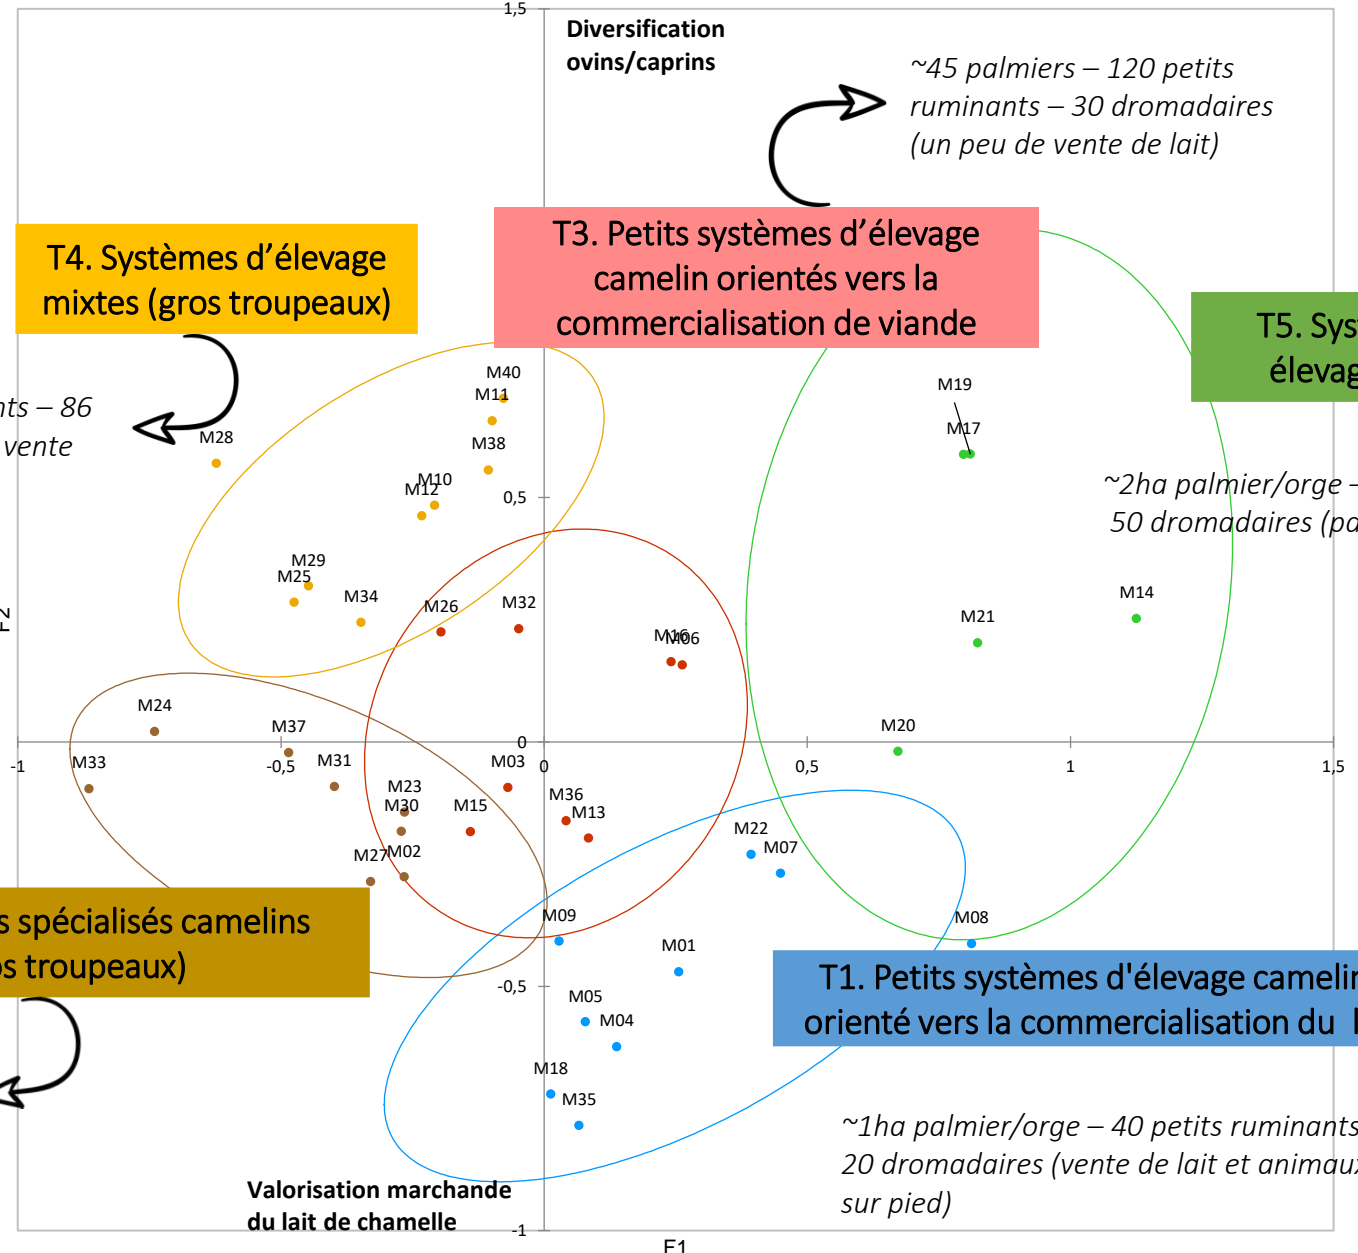 1,5
Diversification
ovins/caprins
~45 palmiers – 120 petits
ruminants – 30 dromadaires
(un peu de vente de lait)
T4. Systèmes d'élevage
mixtes (gros troupeaux)
T3. Petits systèmes d'élevage
camelin orientés vers la
commercialisation de viande
T5. Sys
élevag
nts – 86
vente
M28
M40
M11
M38
M10
M12
M19
M17
0,5
~2ha palmier/orge –
50 dromadaires (pa
M29
M25
M34
M26
M32
M16
M06
M21
M14
F2
M24
M37
M20
-1
-0,5
0
0
0,5
1
1,5
M33
M31
M03
M23
M30
M15
M36
M13
M27
M02
M22
M07
s spécialisés camelins
os troupeaux)
M09
M01
M08
-0,5
T1. Petits systèmes d'élevage camelin
orienté vers la commercialisation du l
M05
M04
M18
M35
~1ha palmier/orge – 40 petits ruminants
20 dromadaires (vente de lait et animaux
sur pied)
Valorisation marchande
du lait de chamelle
-1
F1